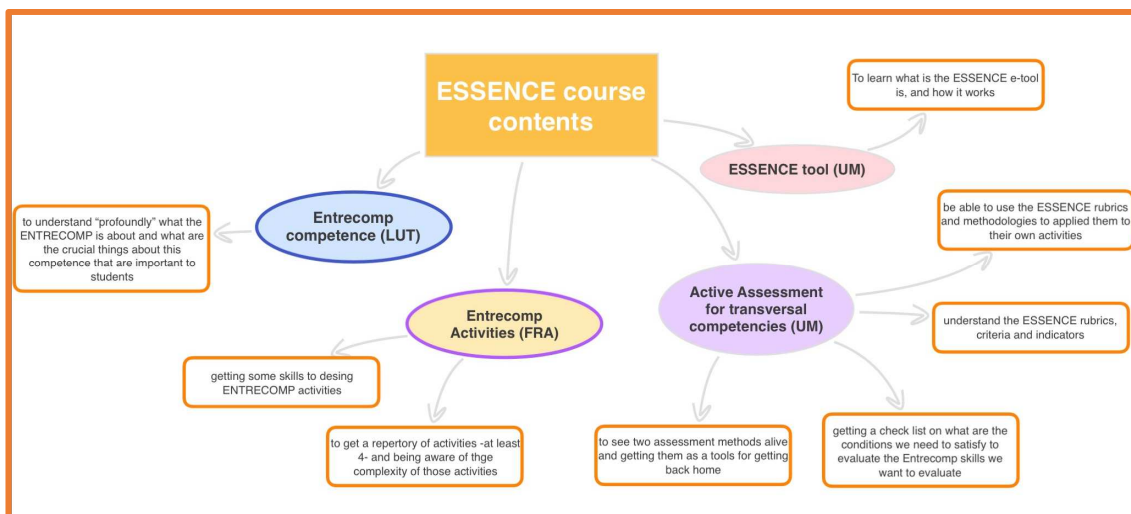 ESSENCE course
contents
To learn what is the ESSENCE e-tool
is, and how it works
ESSENCE tool (UM)
Entrecomp
competence (LUT)
to understand “profoundly” what the
ENTRECOMP is about and what are
the crucial things about this
competence that are important to
students
be able to use the ESSENCE rubrics
and methodologies to applied them to
their own activities
Active Assessment
for transversal
competencies (UM)
Entrecomp
Activities (FRA)
understand the ESSENCE rubrics,
criteria and indicators
getting some skills to desing
ENTRECOMP activities
to get a repertory of activities -at least
4- and being aware of thge
complexity of those activities
to see two assessment methods alive
and getting them as a tools for getting
back home
getting a check list on what are the
conditions we need to satisfy to
evaluate the Entrecomp skills we
want to evaluate